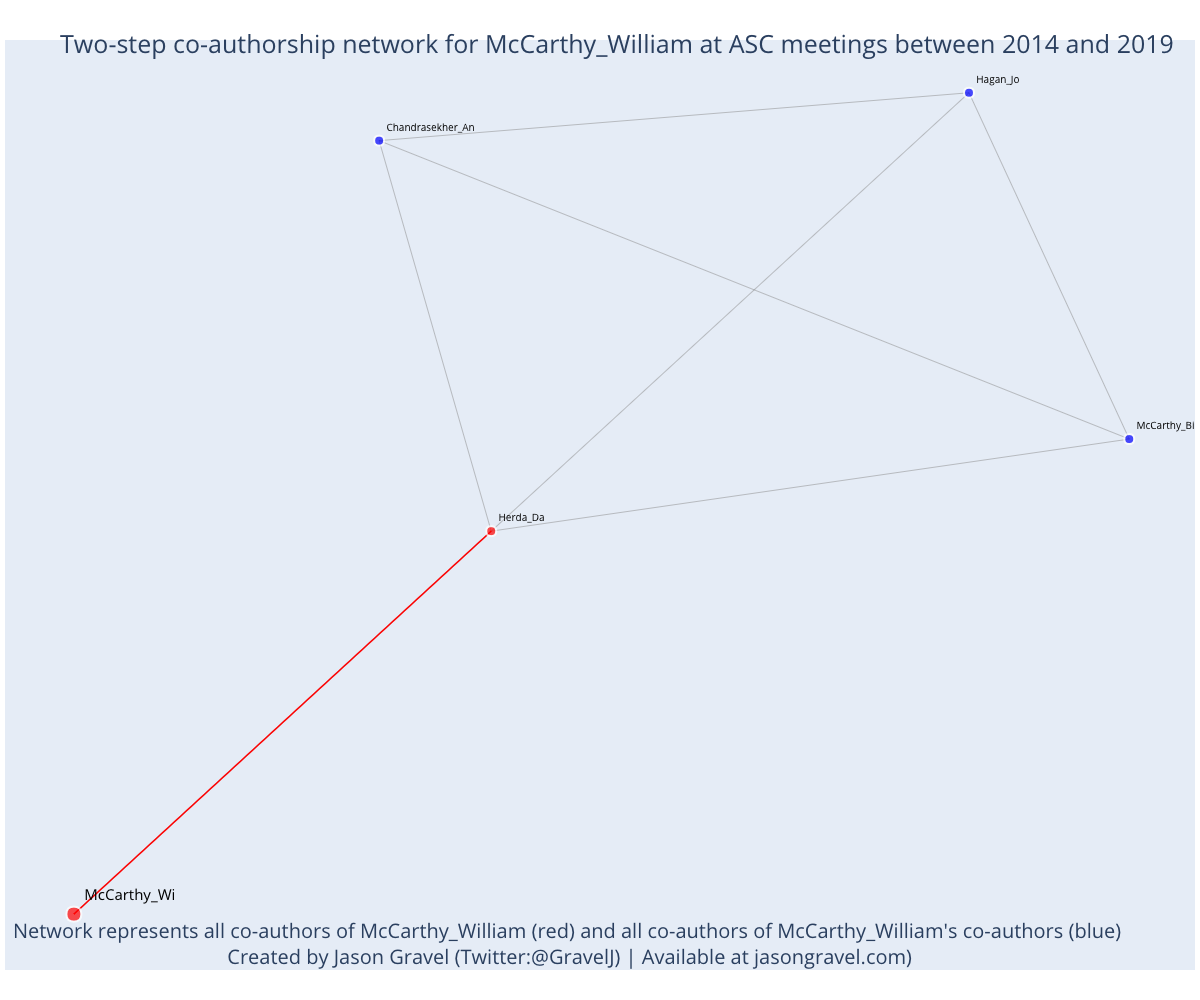 Two-step co-authorship network for McCarthy_William at ASC meetings between 2014 and 2019
Hagan_Jo
Chandrasekher_An
McCarthy_Bi
Herda_Da
McCarthy_Wi
Network represents all co-authors of McCarthy_William (red) and all co-authors of McCarthy_William's co-authors (blue)
Created by Jason Gravel (Twitter:@GravelJ) | Available at jasongravel.com)